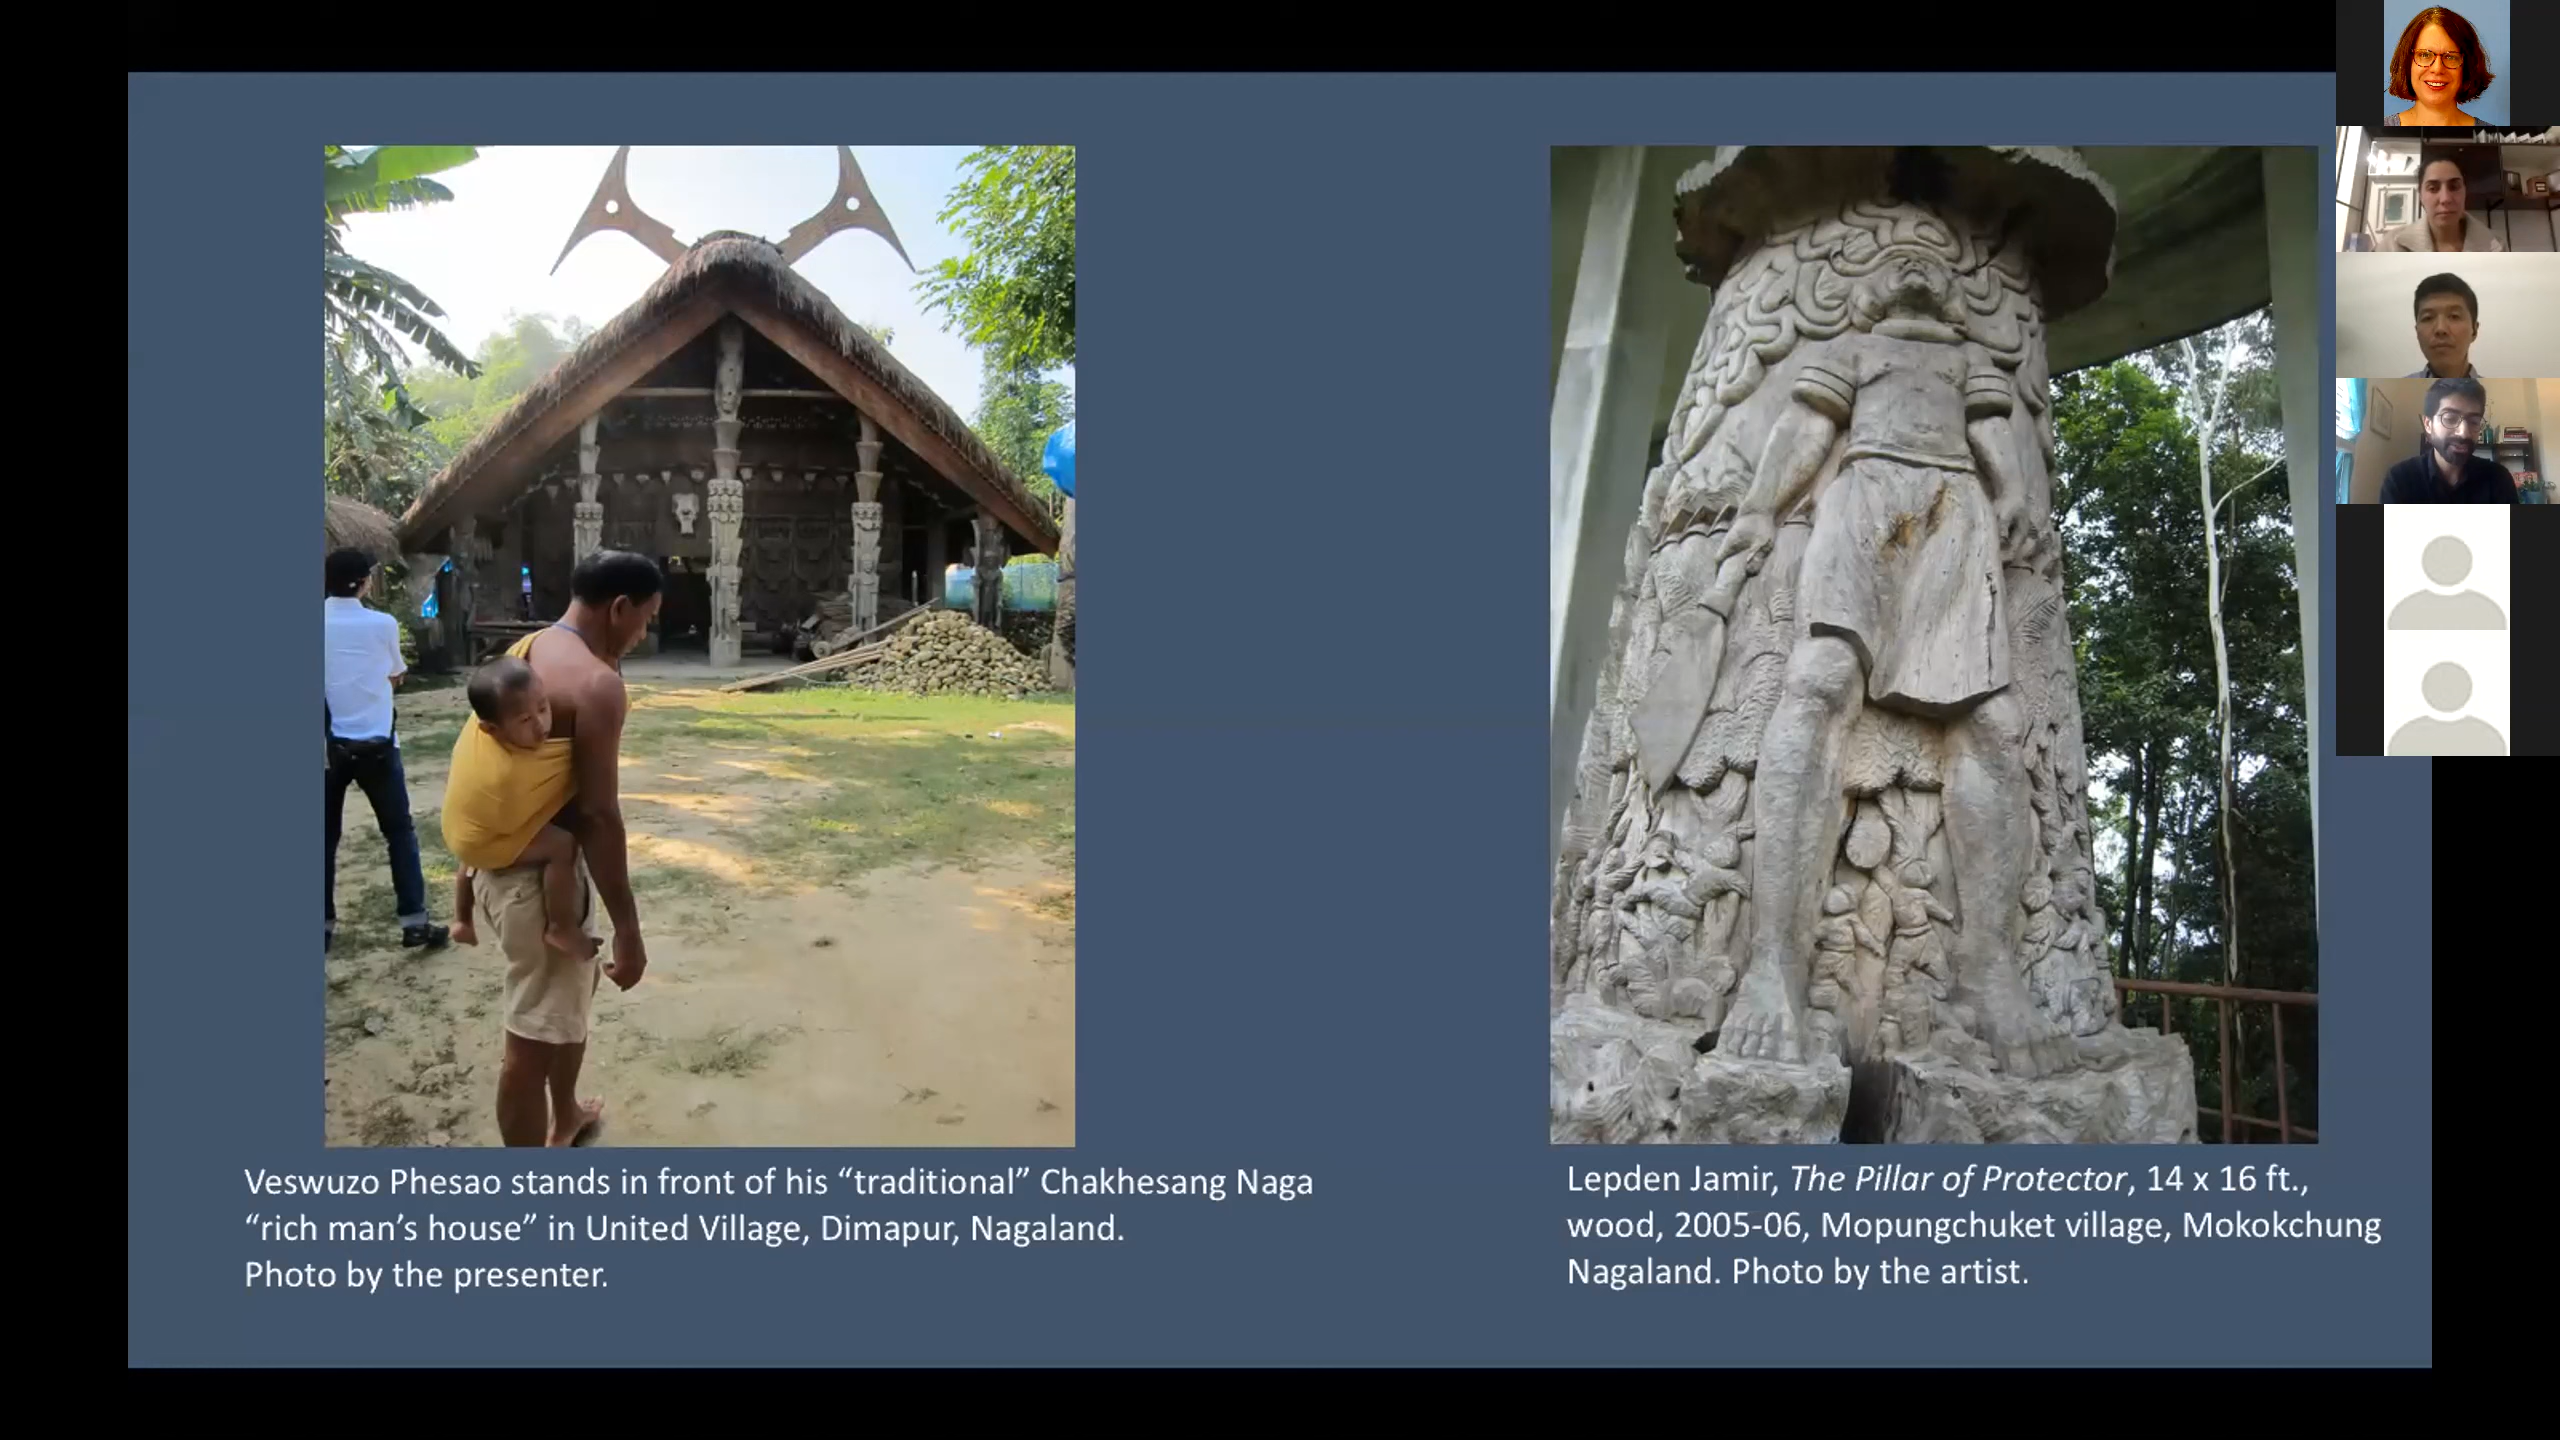 Veswuzo Phesao stands in front of his “traditional” Chakhesang Naga
“rich man’s house” in United Village, Dimapur, Nagaland.
Photo by the presenter.
Lepden Jamir, The Pillar of Protector, 14 x 16 ft.,
wood, 2005-06, Mopungchuket village, Mokokchung
Nagaland. Photo by the artist.